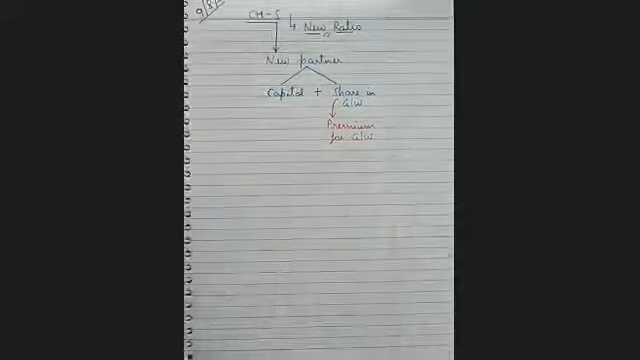 CH-5
New Ratio
New partner
Capital + Share in
G/W
Premium
for G/W